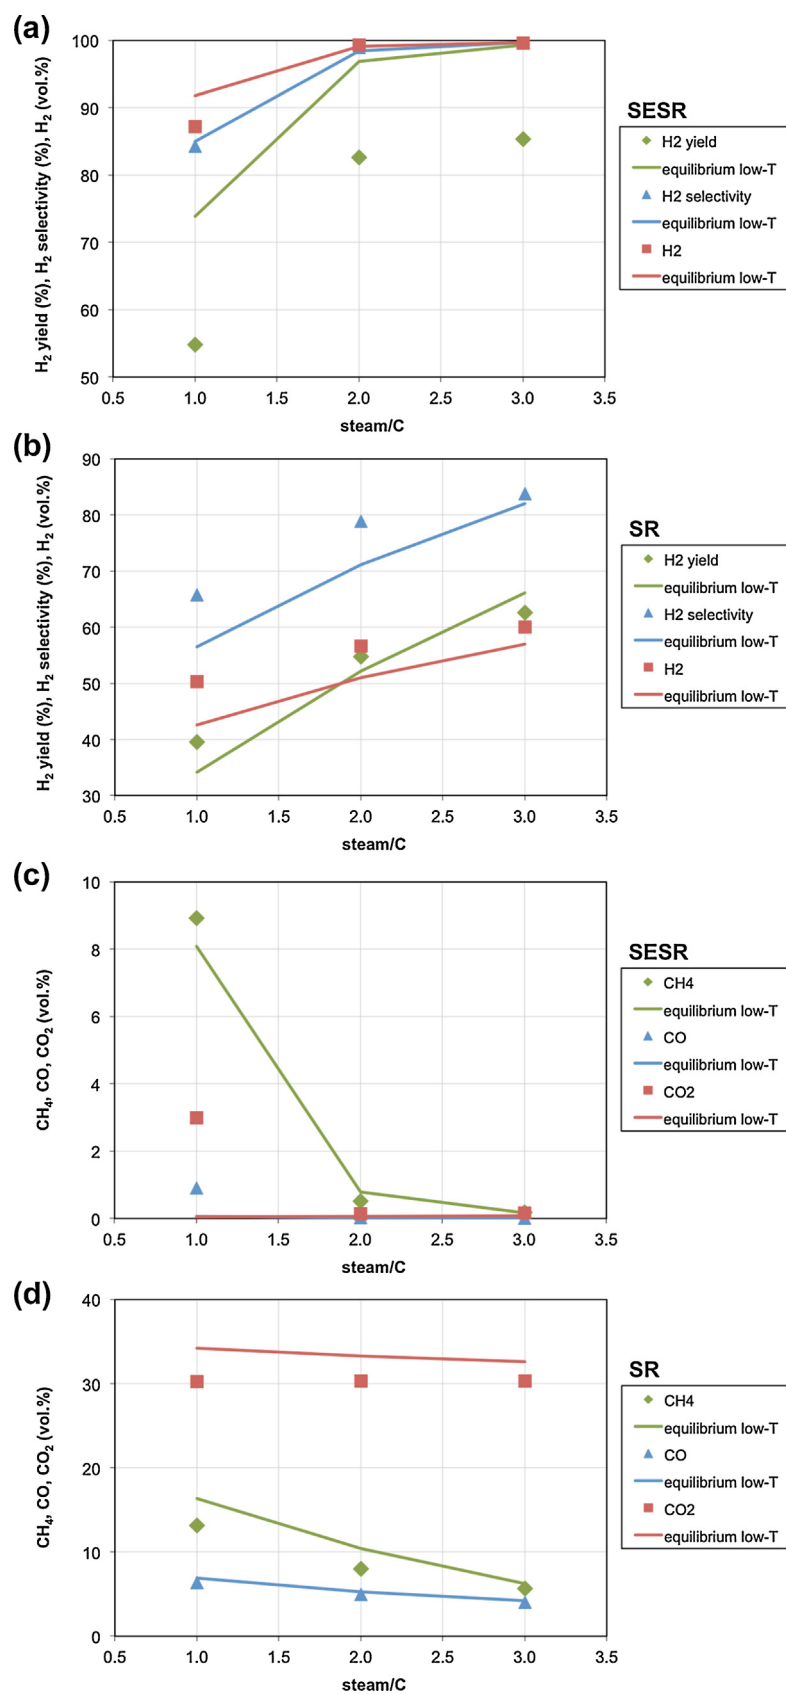 (a)
H2 yield (%), H2 selectivity (%), H2 (vol.%)
100
90
80
70
60
50
0.5 1.0 1.5 2.0 2.5 3.0 3.5
steam/C
SESR
H2 yield
equilibrium low-T
H2 selectivity
equilibrium low-T
H2
equilibrium low-T
(b)
H2 yield (%), H2 selectivity (%), H2 (vol.%)
90
80
70
60
50
40
30
0.5 1.0 1.5 2.0 2.5 3.0 3.5
steam/C
SR
H2 yield
equilibrium low-T
H2 selectivity
equilibrium low-T
H2
equilibrium low-T
(c)
CH4, CO, CO2 (vol.%)
10
8
6
4
2
0
0.5 1.0 1.5 2.0 2.5 3.0 3.5
steam/C
SESR
CH4
equilibrium low-T
CO
equilibrium low-T
CO2
equilibrium low-T
(d)
CH4, CO, CO2 (vol.%)
40
30
20
10
0
0.5 1.0 1.5 2.0 2.5 3.0 3.5
steam/C
SR
CH4
equilibrium low-T
CO
equilibrium low-T
CO2
equilibrium low-T